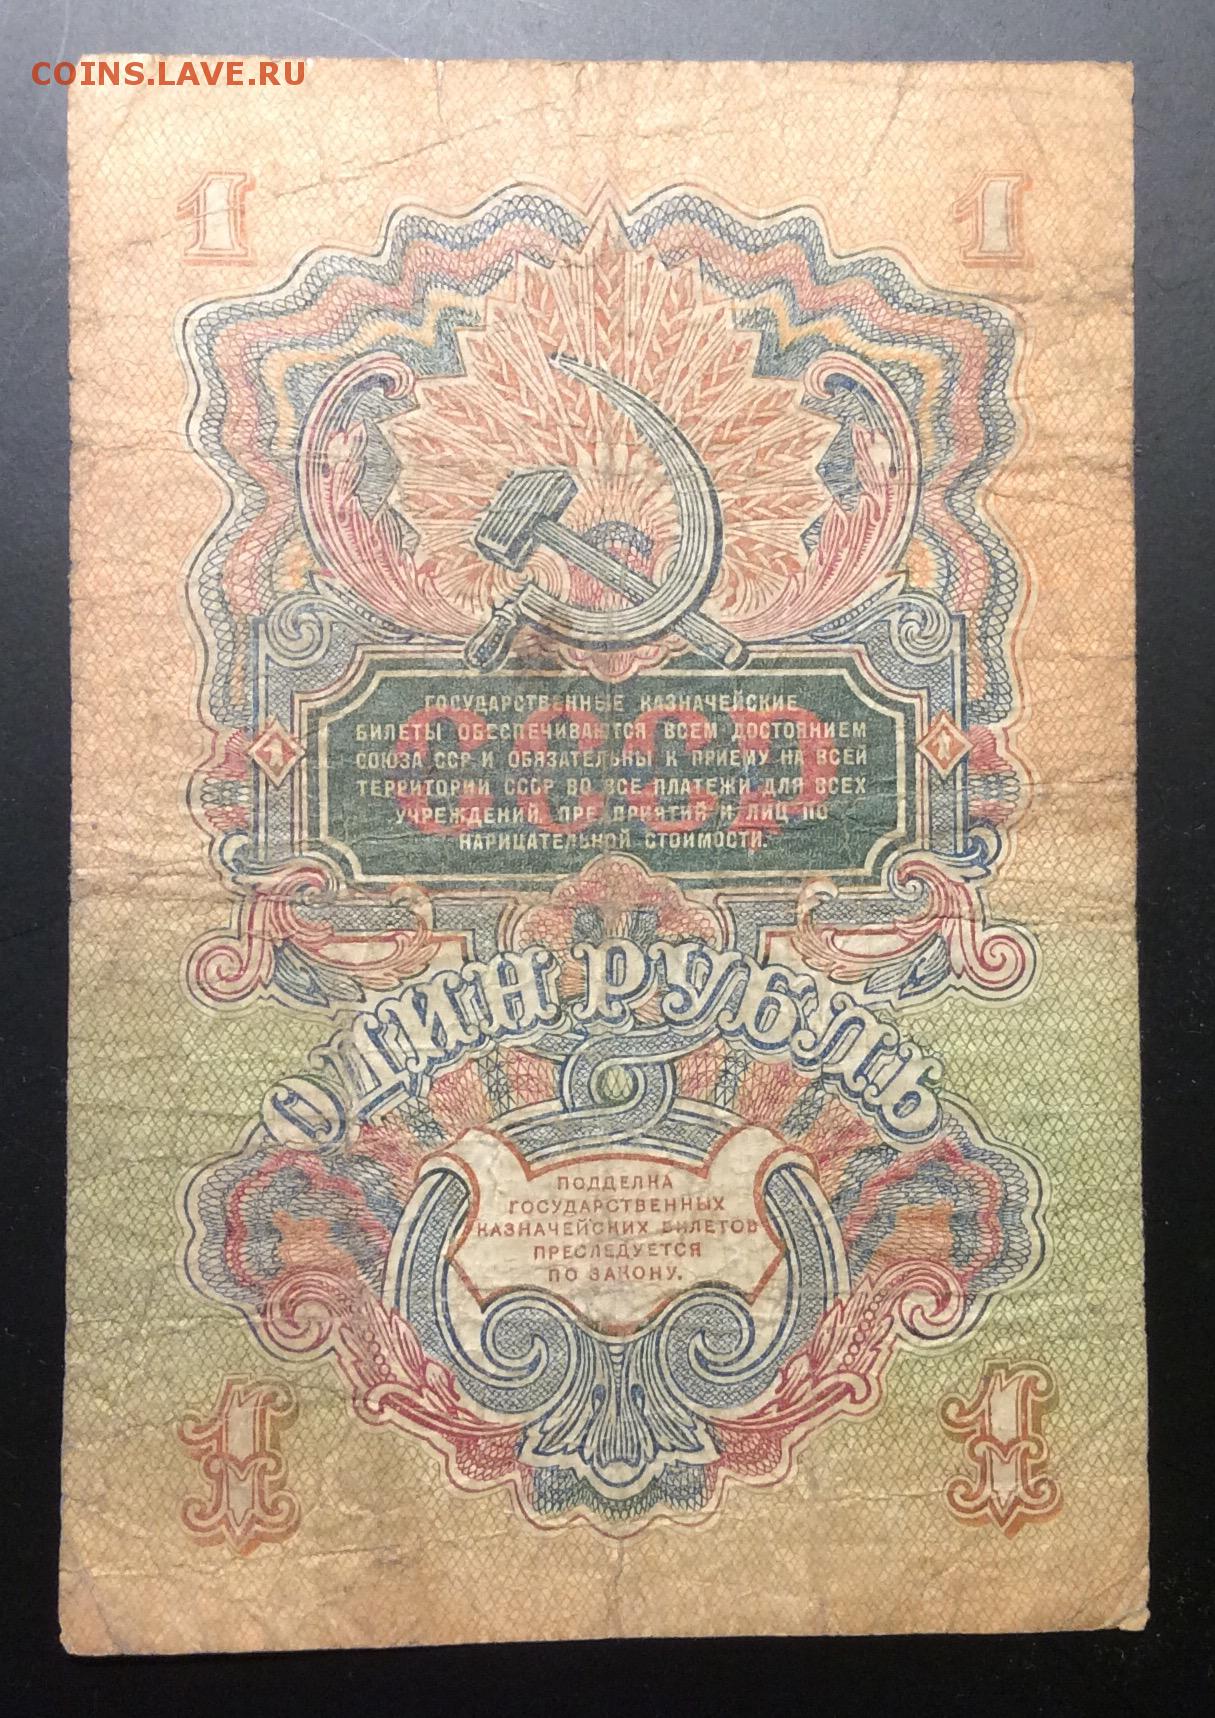 COINS.LAVE.RU
1 1
ГОСУДАРСТВЕННЫЕ КАЗНАЧЕЙСКИЕ
БИЛЕТЫ ОБЕСПЕЧИВАЮТСЯ ВСЕМ ДОСТОЯНИЕМ
СОЮЗА ССР И ОБЯЗАТЕЛЬНЫ К ПРИЕМУ НА ВСЕЙ
ТЕРРИТОРИИ СССР ВО ВСЕ ПЛАТЕЖИ ДЛЯ ВСЕХ
УЧРЕЖДЕНИЙ, ПРЕДПРИЯТИЙ И ЛИЦ ПО
НАРИЦАТЕЛЬНОЙ СТОИМОСТИ.
СССР
ОДИН РУБЛЬ
ПОДДЕЛКА
ГОСУДАРСТВЕННЫХ
КАЗНАЧЕЙСКИХ БИЛЕТОВ
ПРЕСЛЕДУЕТСЯ
ПО ЗАКОНУ.
1 1